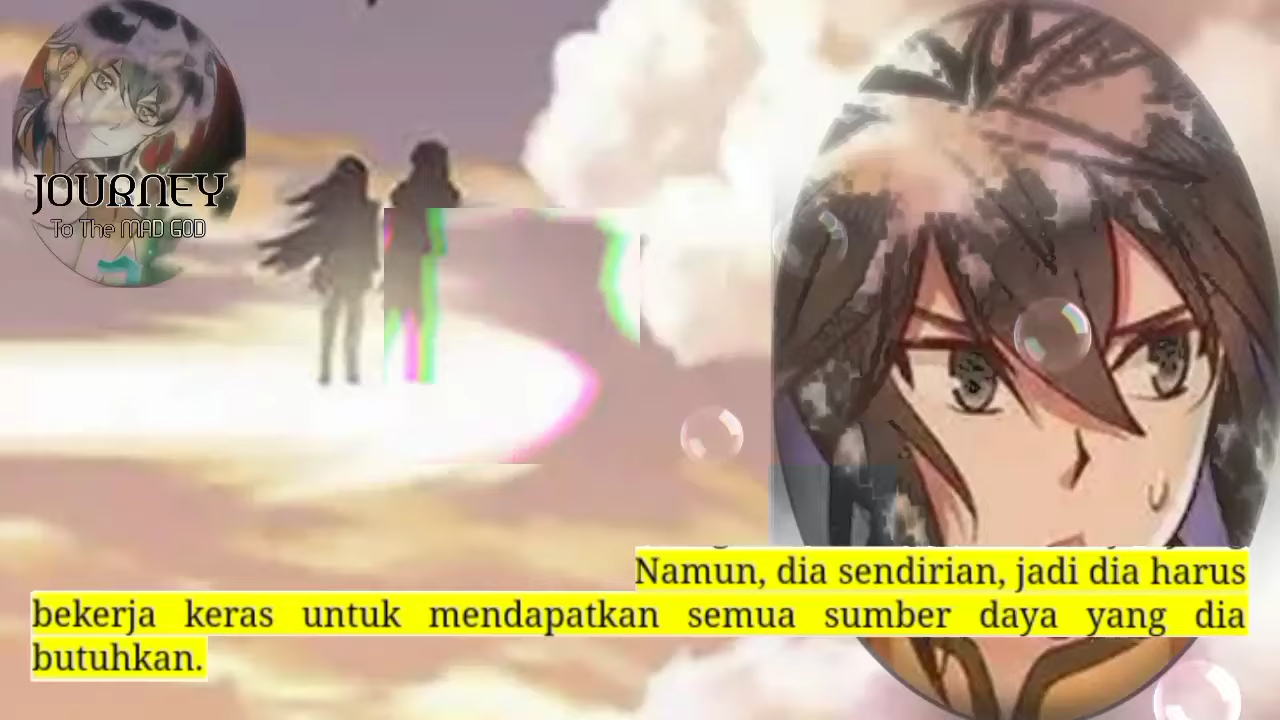 JOURNEY
To The MAD GOD
Namun, dia sendirian, jadi dia harus
bekerja keras untuk mendapatkan semua sumber daya yang dia
butuhkan.